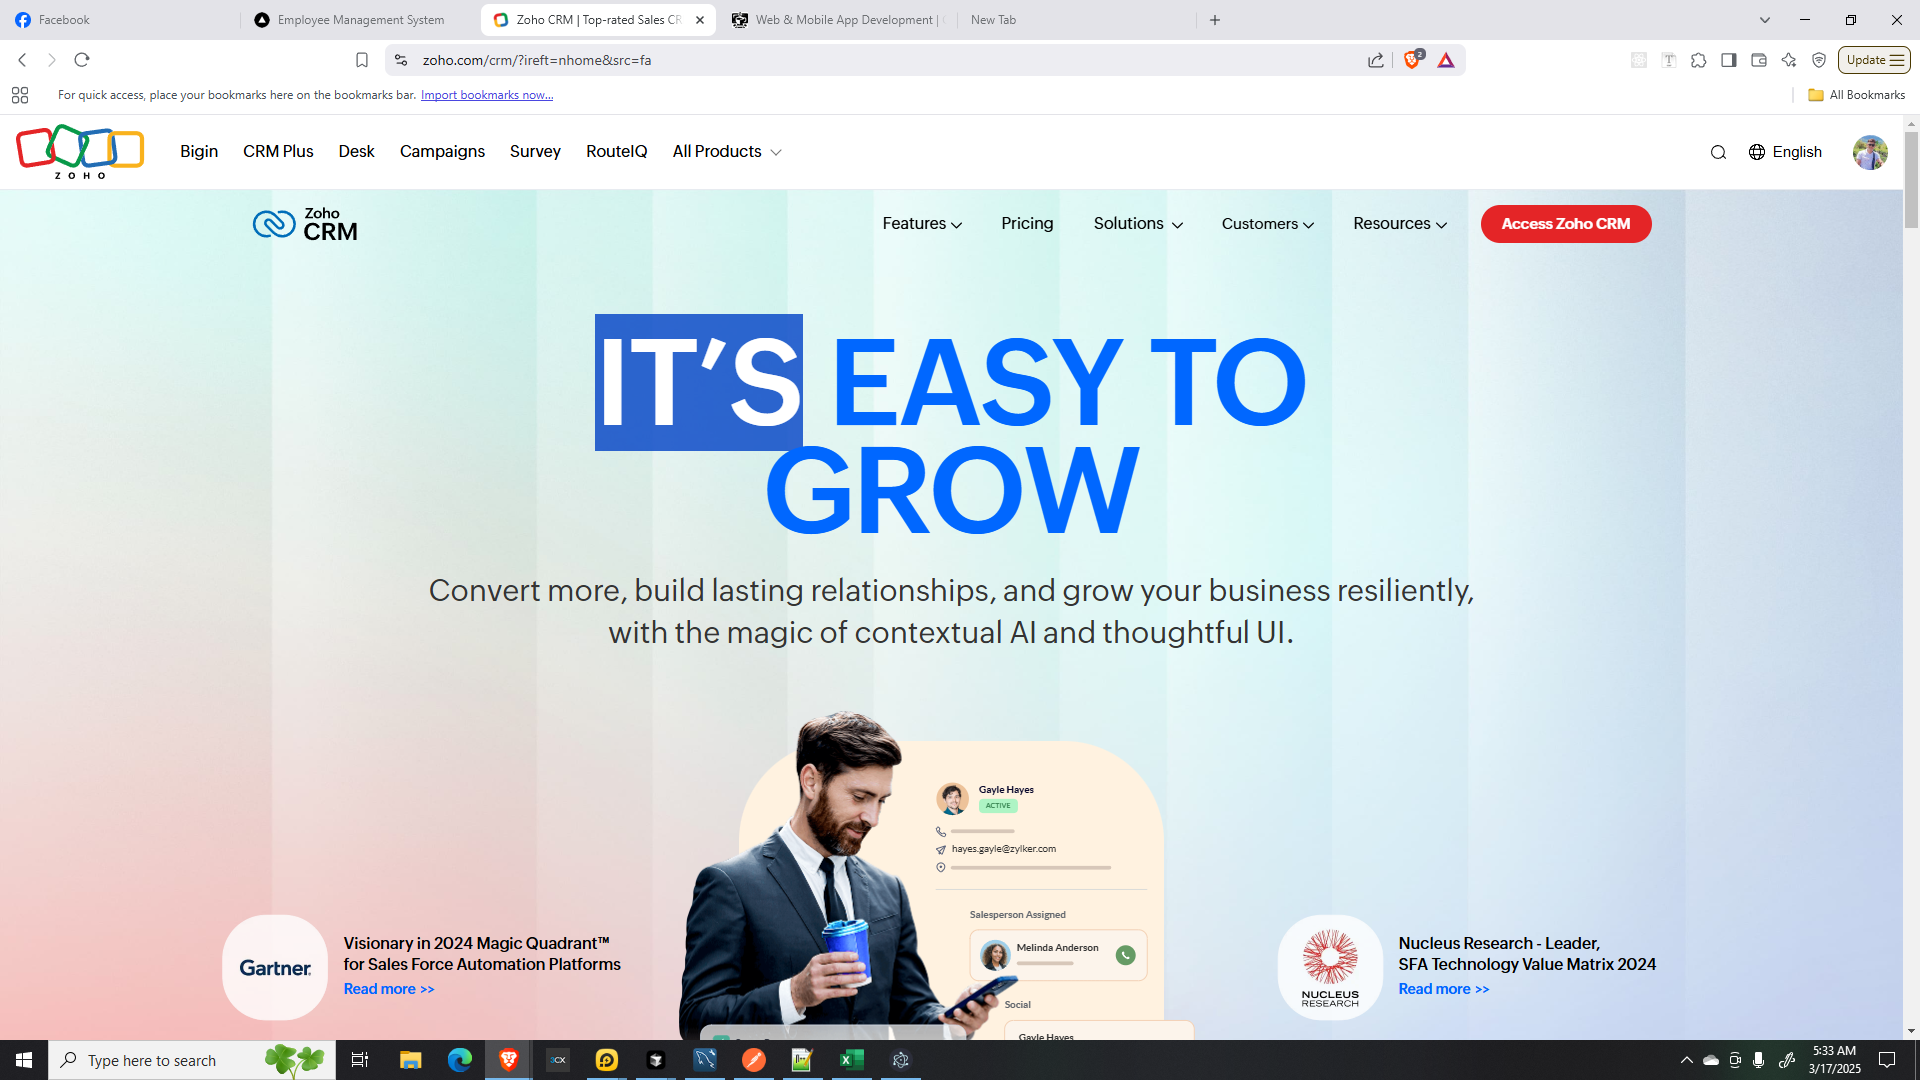 Facebook
Employee Management System
Zoho CRM | Top-rated Sales CR
Web & Mobile App Development |
New Tab
zoho.com/crm/?ireft=nhome&src=fa
2
Update
For quick access, place your bookmarks here on the bookmarks bar. Import bookmarks now...
All Bookmarks
ZOHO
Bigin
CRM Plus
Desk
Campaigns
Survey
RouteIQ
All Products
English
Zoho
CRM
Features
Pricing
Solutions
Customers
Resources
Access Zoho CRM
IT’S EASY TO
GROW
Convert more, build lasting relationships, and grow your business resiliently,
with the magic of contextual AI and thoughtful UI.
Gayle Hayes
ACTIVE
hayes.gayle@zylker.com
Salesperson Assigned
Melinda Anderson
Social
Gayle Hayes
Gartner
Visionary in 2024 Magic Quadrant™
for Sales Force Automation Platforms
Read more >>
NUCLEUS
RESEARCH
Nucleus Research - Leader,
SFA Technology Value Matrix 2024
Read more >>
Type here to search
5:33 AM
3/17/2025